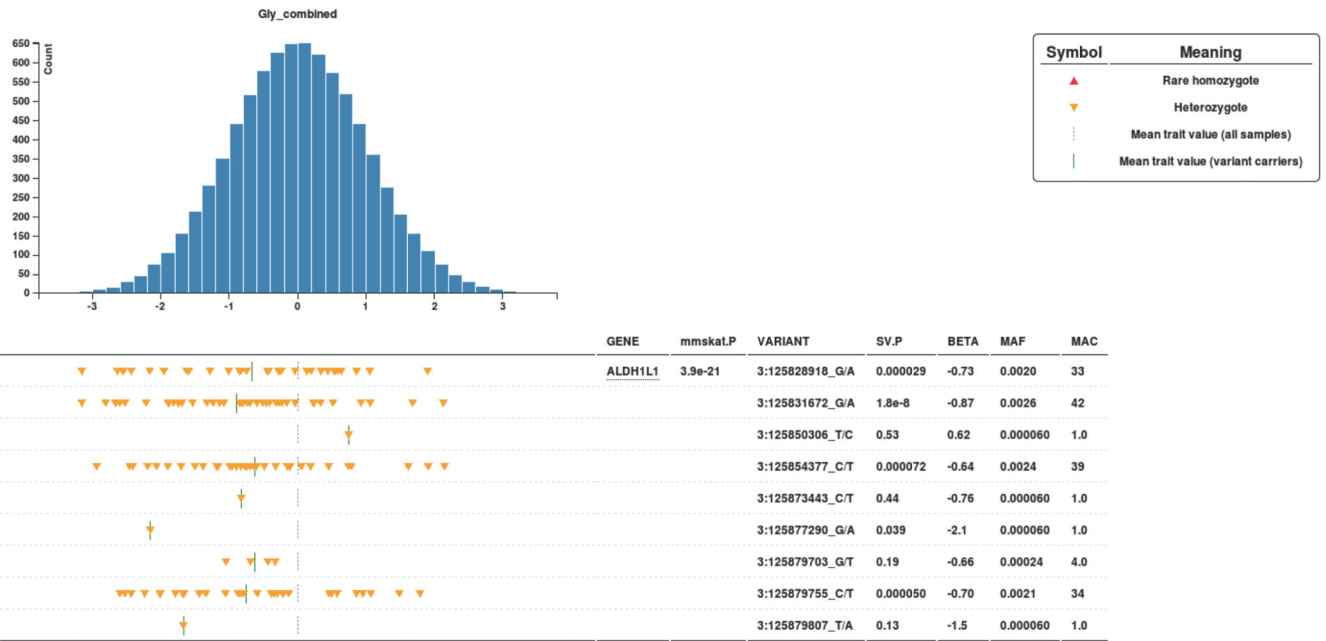 Gly_combined
Count
650
600
550
500
450
400
350
300
250
200
150
100
50
0
-3 -2 -1 0 1 2 3
Symbol Meaning
Rare homozygote
Heterozygote
Mean trait value (all samples)
Mean trait value (variant carriers)
GENE mmskat.P VARIANT SV.P BETA MAF MAC
ALDH1L1 3.9e-21 3:125828918_G/A 0.000029 -0.73 0.0020 33
3:125831672_G/A 1.8e-8 -0.87 0.0026 42
3:125850306_T/C 0.53 0.62 0.000060 1.0
3:125854377_C/T 0.000072 -0.64 0.0024 39
3:125873443_C/T 0.44 -0.76 0.000060 1.0
3:125877290_G/A 0.039 -2.1 0.000060 1.0
3:125879703_G/T 0.19 -0.66 0.00024 4.0
3:125879755_C/T 0.000050 -0.70 0.0021 34
3:125879807_T/A 0.13 -1.5 0.000060 1.0